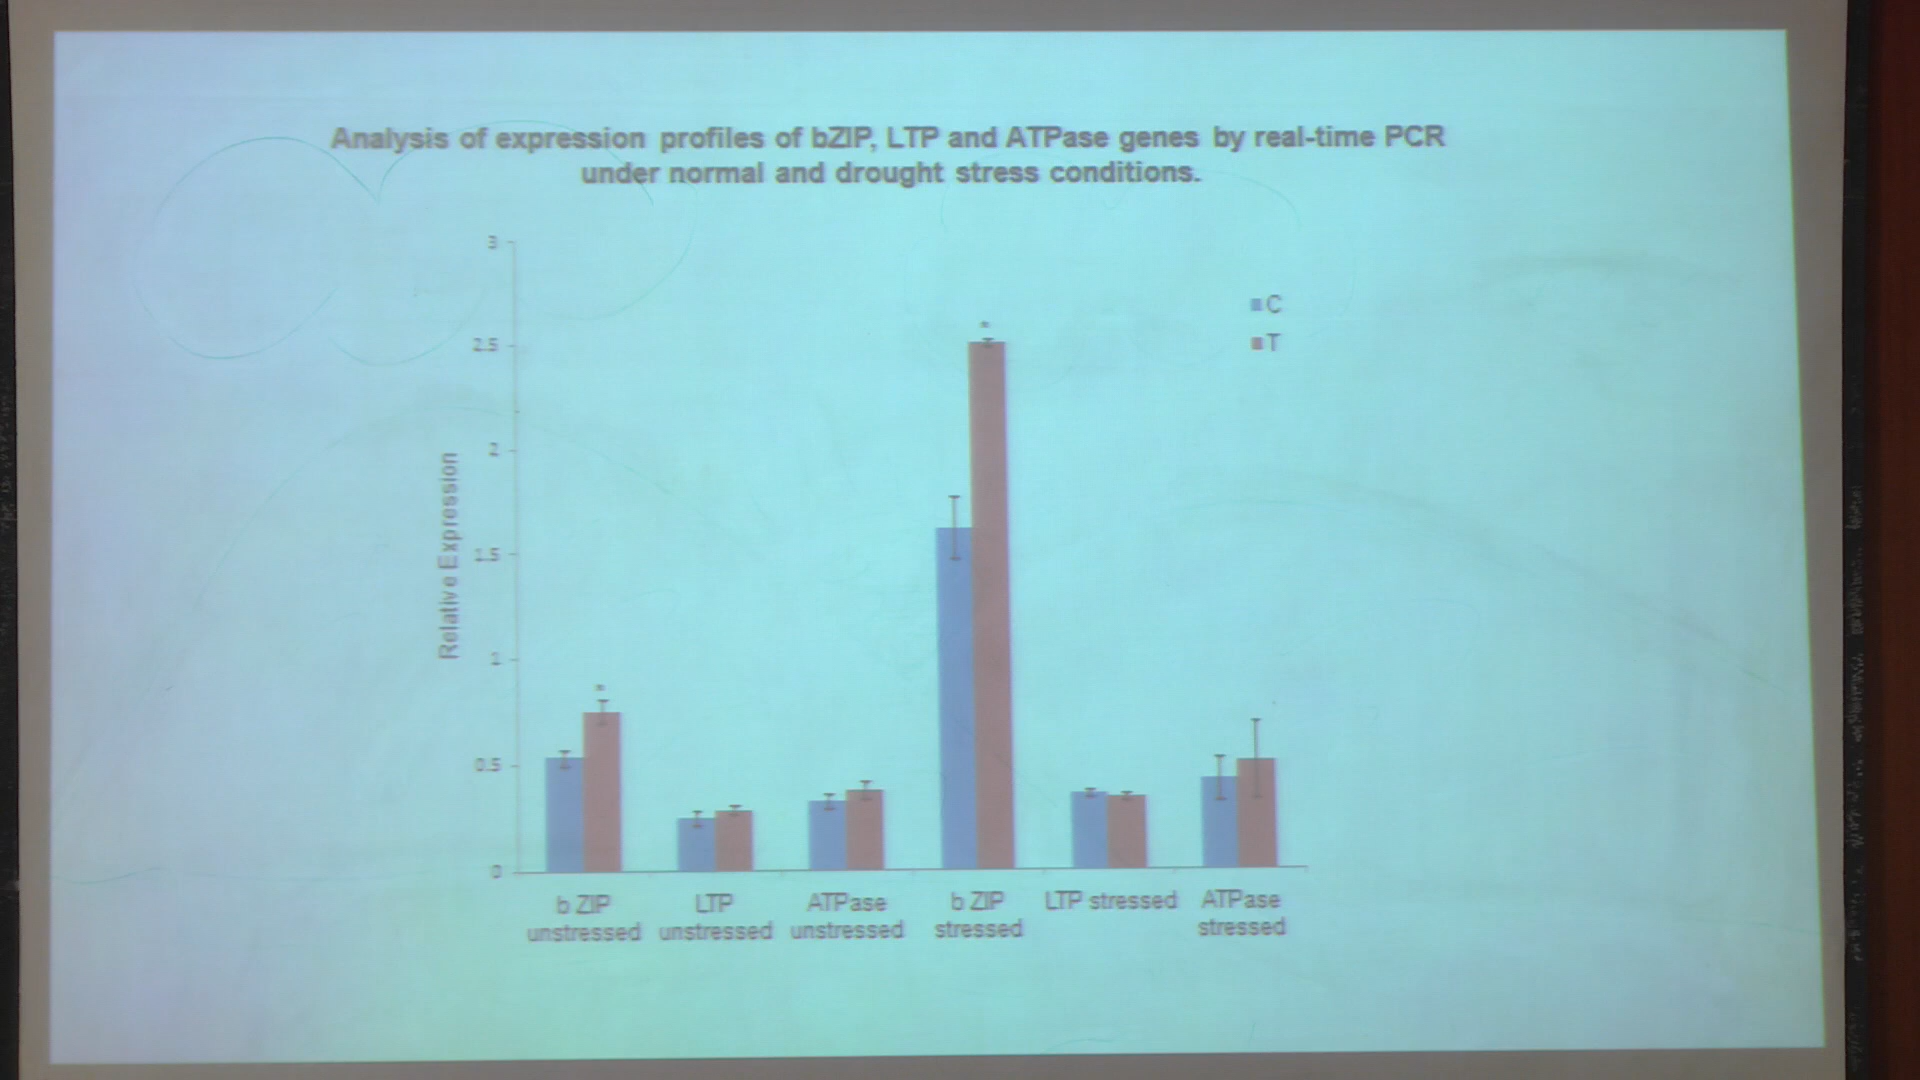 Analysis of expression profiles of bZIP, LTP and ATPase genes by real-time PCR
under normal and drought stress conditions.
3
2.5
2
1.5
1
0.5
0
Relative Expression
C
T
*
*
b ZIP
unstressed
LTP
unstressed
ATPase
unstressed
b ZIP
stressed
LTP stressed
ATPase
stressed